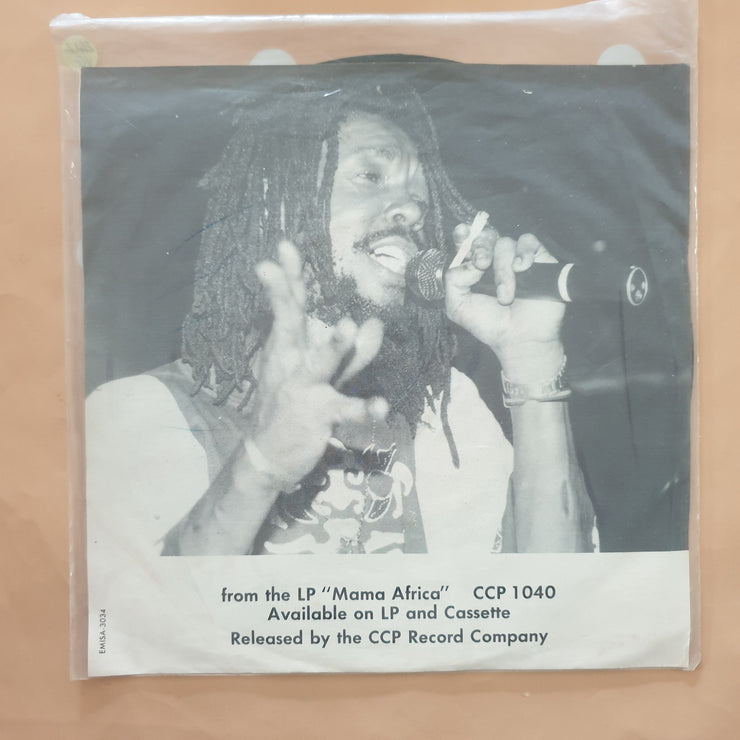 from the LP "Mama Africa" CCP 1040
Available on LP and Cassette
Released by the CCP Record Company
EMISA-3034